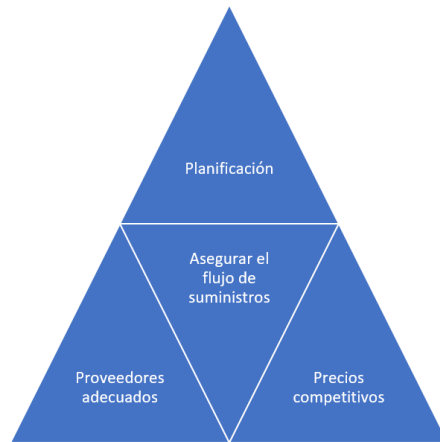 Planificación
Asegurar el
flujo de
suministros
Proveedores
adecuados
Precios
competitivos